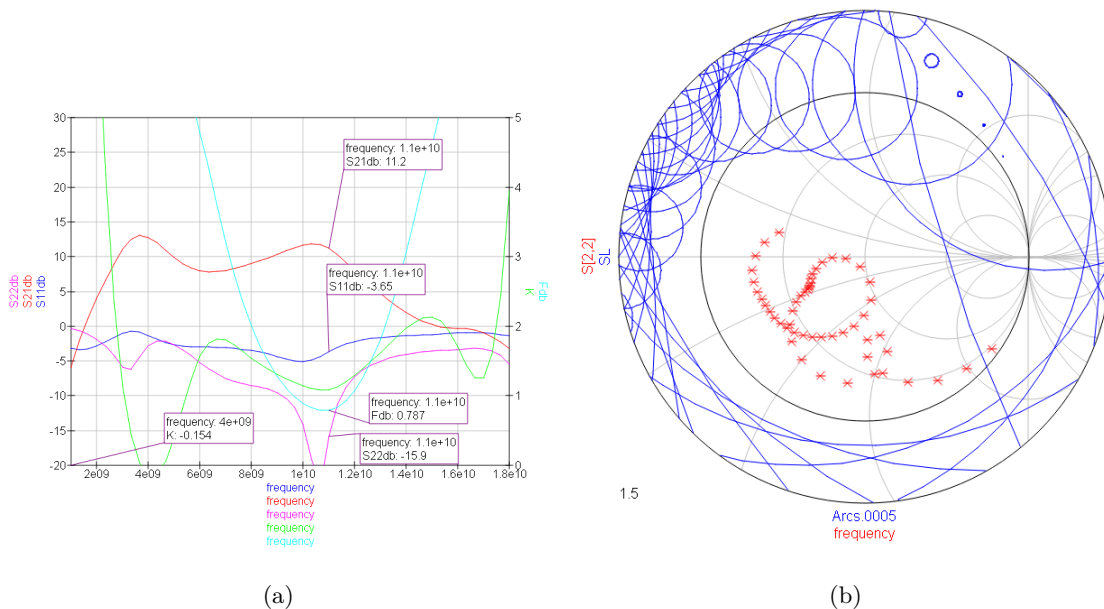 30
25
20
15
10
5
0
-5
-10
-15
-20
5
4
3
2
1
0
frequency: 1.1e+10
S21db: 11.2
frequency: 1.1e+10
S11db: -3.65
frequency: 1.1e+10
Fdb: 0.787
frequency: 4e+09
K: -0.154
frequency: 1.1e+10
S22db: -15.9
S22db
S21db
S11db
Fdb
K
2e09 4e09 6e09 8e09 1e10 1.2e10 1.4e10 1.6e10 1.8e10
frequency
frequency
frequency
frequency
frequency
(a)
S[2,2]
SL
1.5
Arcs.0005
frequency
(b)